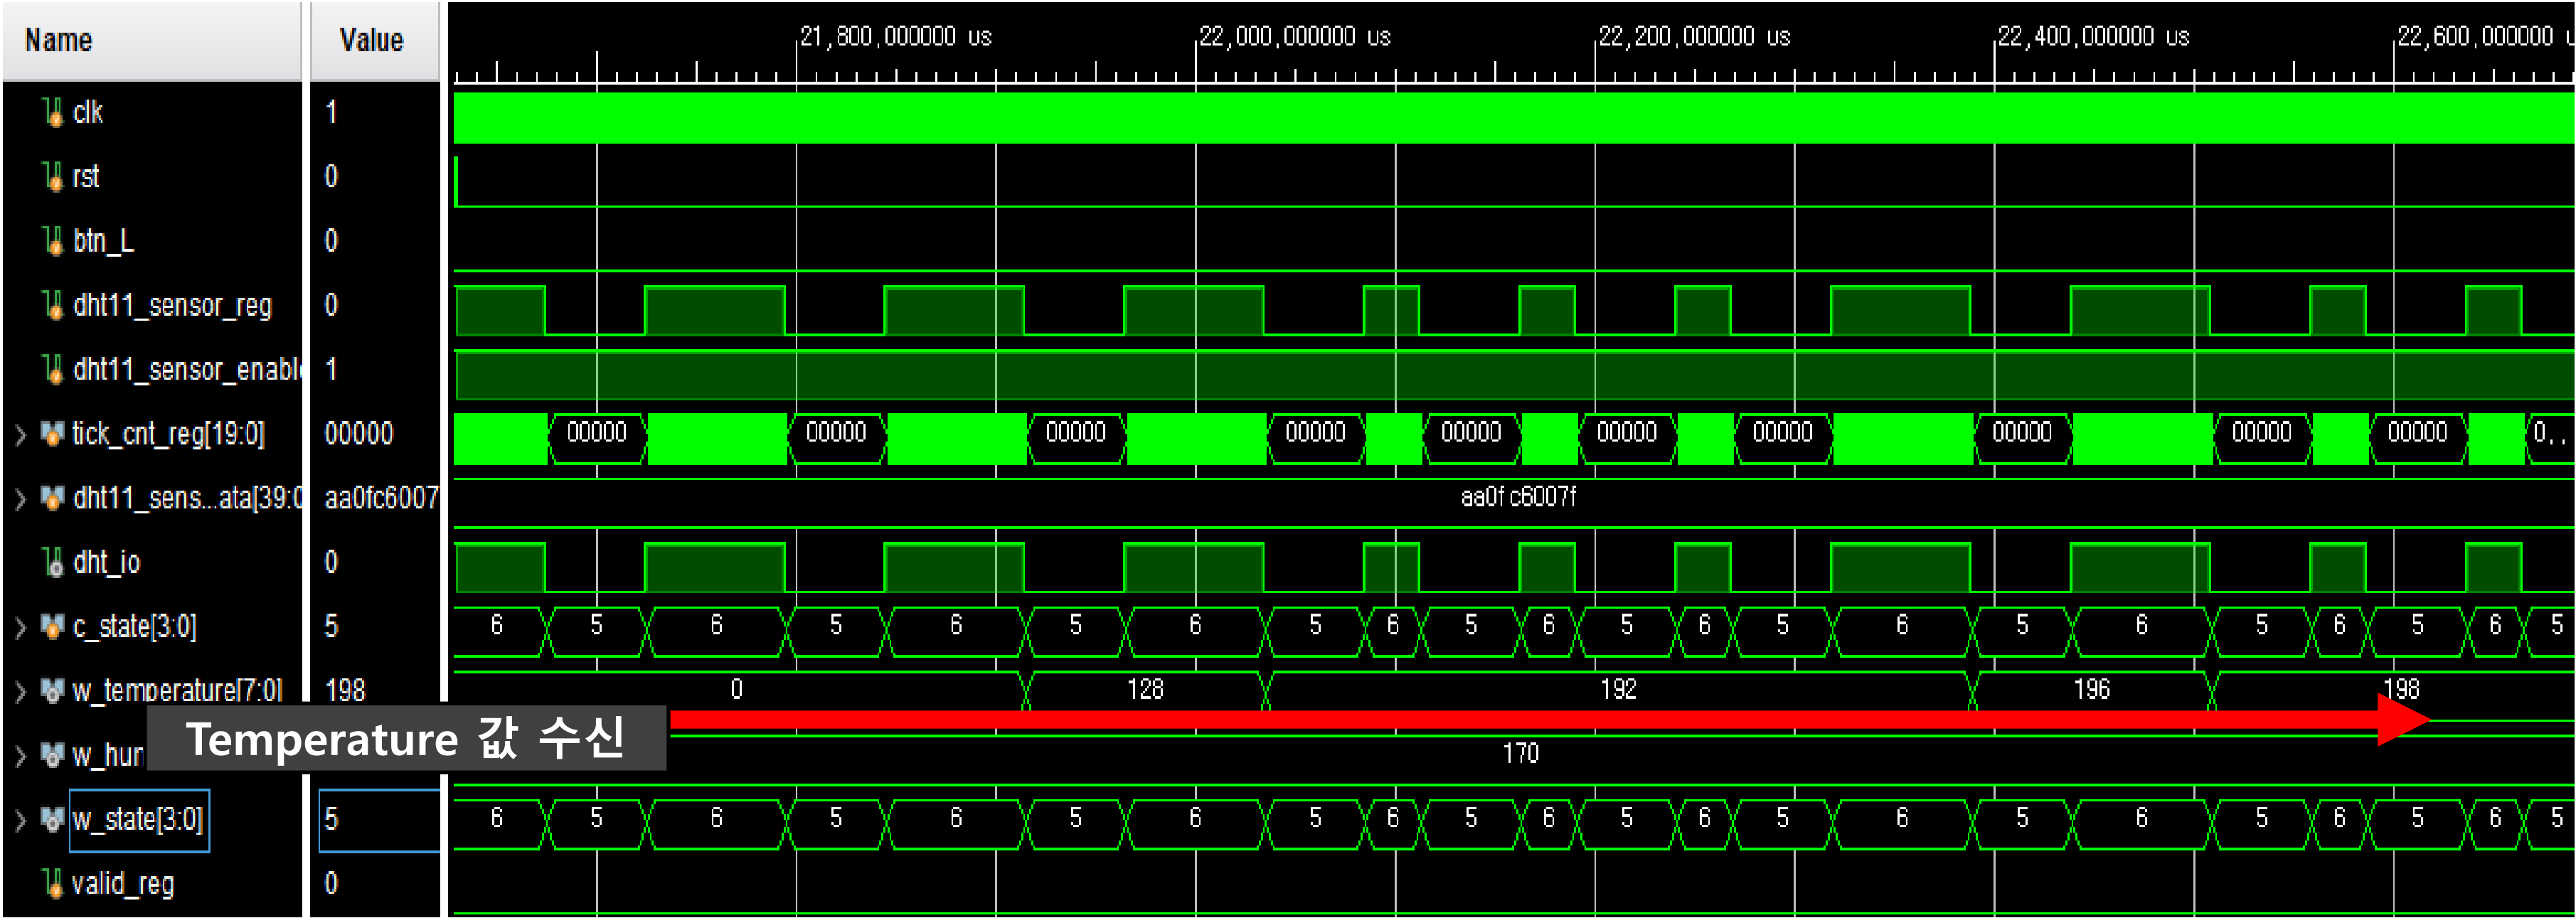 Name Value 21,800.000000 us 22,000.000000 us 22,200.000000 us 22,400.000000 us 22,600.000000 u
clk 1
rst 0
btn_L 0
dht11_sensor_reg 0
dht11_sensor_enabl 1
tick_cnt_reg[19:0] 00000 00000 00000 00000 00000 00000 00000 00000 00000 00000 00000 0..
dht11_sens...ata[39:0 aa0fc6007 aa0fc6007f
dht_io 0
c_state[3:0] 5 6 5 6 5 6 5 6 5 6 5 6 5 6 5 6 5 6 5 6 5 6 5
w_temperature[7:0] 198 0 128 192 196 198
Temperature 값 수신
w_hur 170
w_state[3:0] 5 6 5 6 5 6 5 6 5 6 5 6 5 6 5 6 5 6 5 6 5 6 5
valid_reg 0